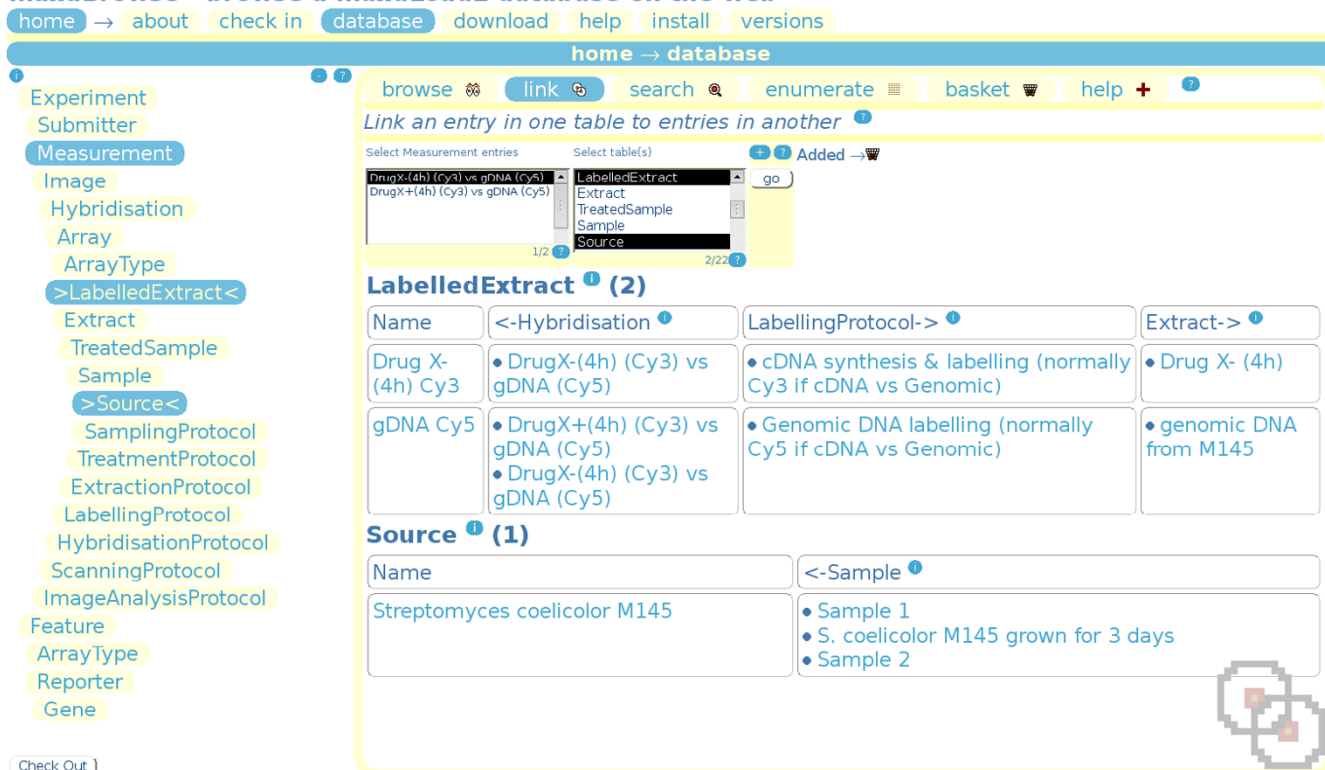 home → about check in database download help install versions
home → database
i - ?
Experiment
Submitter
Measurement
Image
Hybridisation
Array
ArrayType
>LabelledExtract<
Extract
TreatedSample
Sample
>Source<
SamplingProtocol
TreatmentProtocol
ExtractionProtocol
LabellingProtocol
HybridisationProtocol
ScanningProtocol
ImageAnalysisProtocol
Feature
ArrayType
Reporter
Gene
Check Out
browse link search enumerate basket help ?
Link an entry in one table to entries in another ?
Select Measurement entries Select table(s) + ? Added →
DrugX-(4h) (Cy3) vs gDNA (Cy5)
DrugX+(4h) (Cy3) vs gDNA (Cy5)
1/2 ?
LabelledExtract
Extract
TreatedSample
Sample
Source
2/22 ?
go
LabelledExtract i (2)
Name <-Hybridisation i LabellingProtocol-> i Extract-> i
Drug X- • DrugX-(4h) (Cy3) vs • cDNA synthesis & labelling (normally • Drug X- (4h)
(4h) Cy3 gDNA (Cy5) Cy3 if cDNA vs Genomic)
gDNA Cy5 • DrugX+(4h) (Cy3) vs • Genomic DNA labelling (normally • genomic DNA
gDNA (Cy5) Cy5 if cDNA vs Genomic) from M145
• DrugX-(4h) (Cy3) vs
gDNA (Cy5)
Source i (1)
Name <-Sample i
Streptomyces coelicolor M145 • Sample 1
• S. coelicolor M145 grown for 3 days
• Sample 2